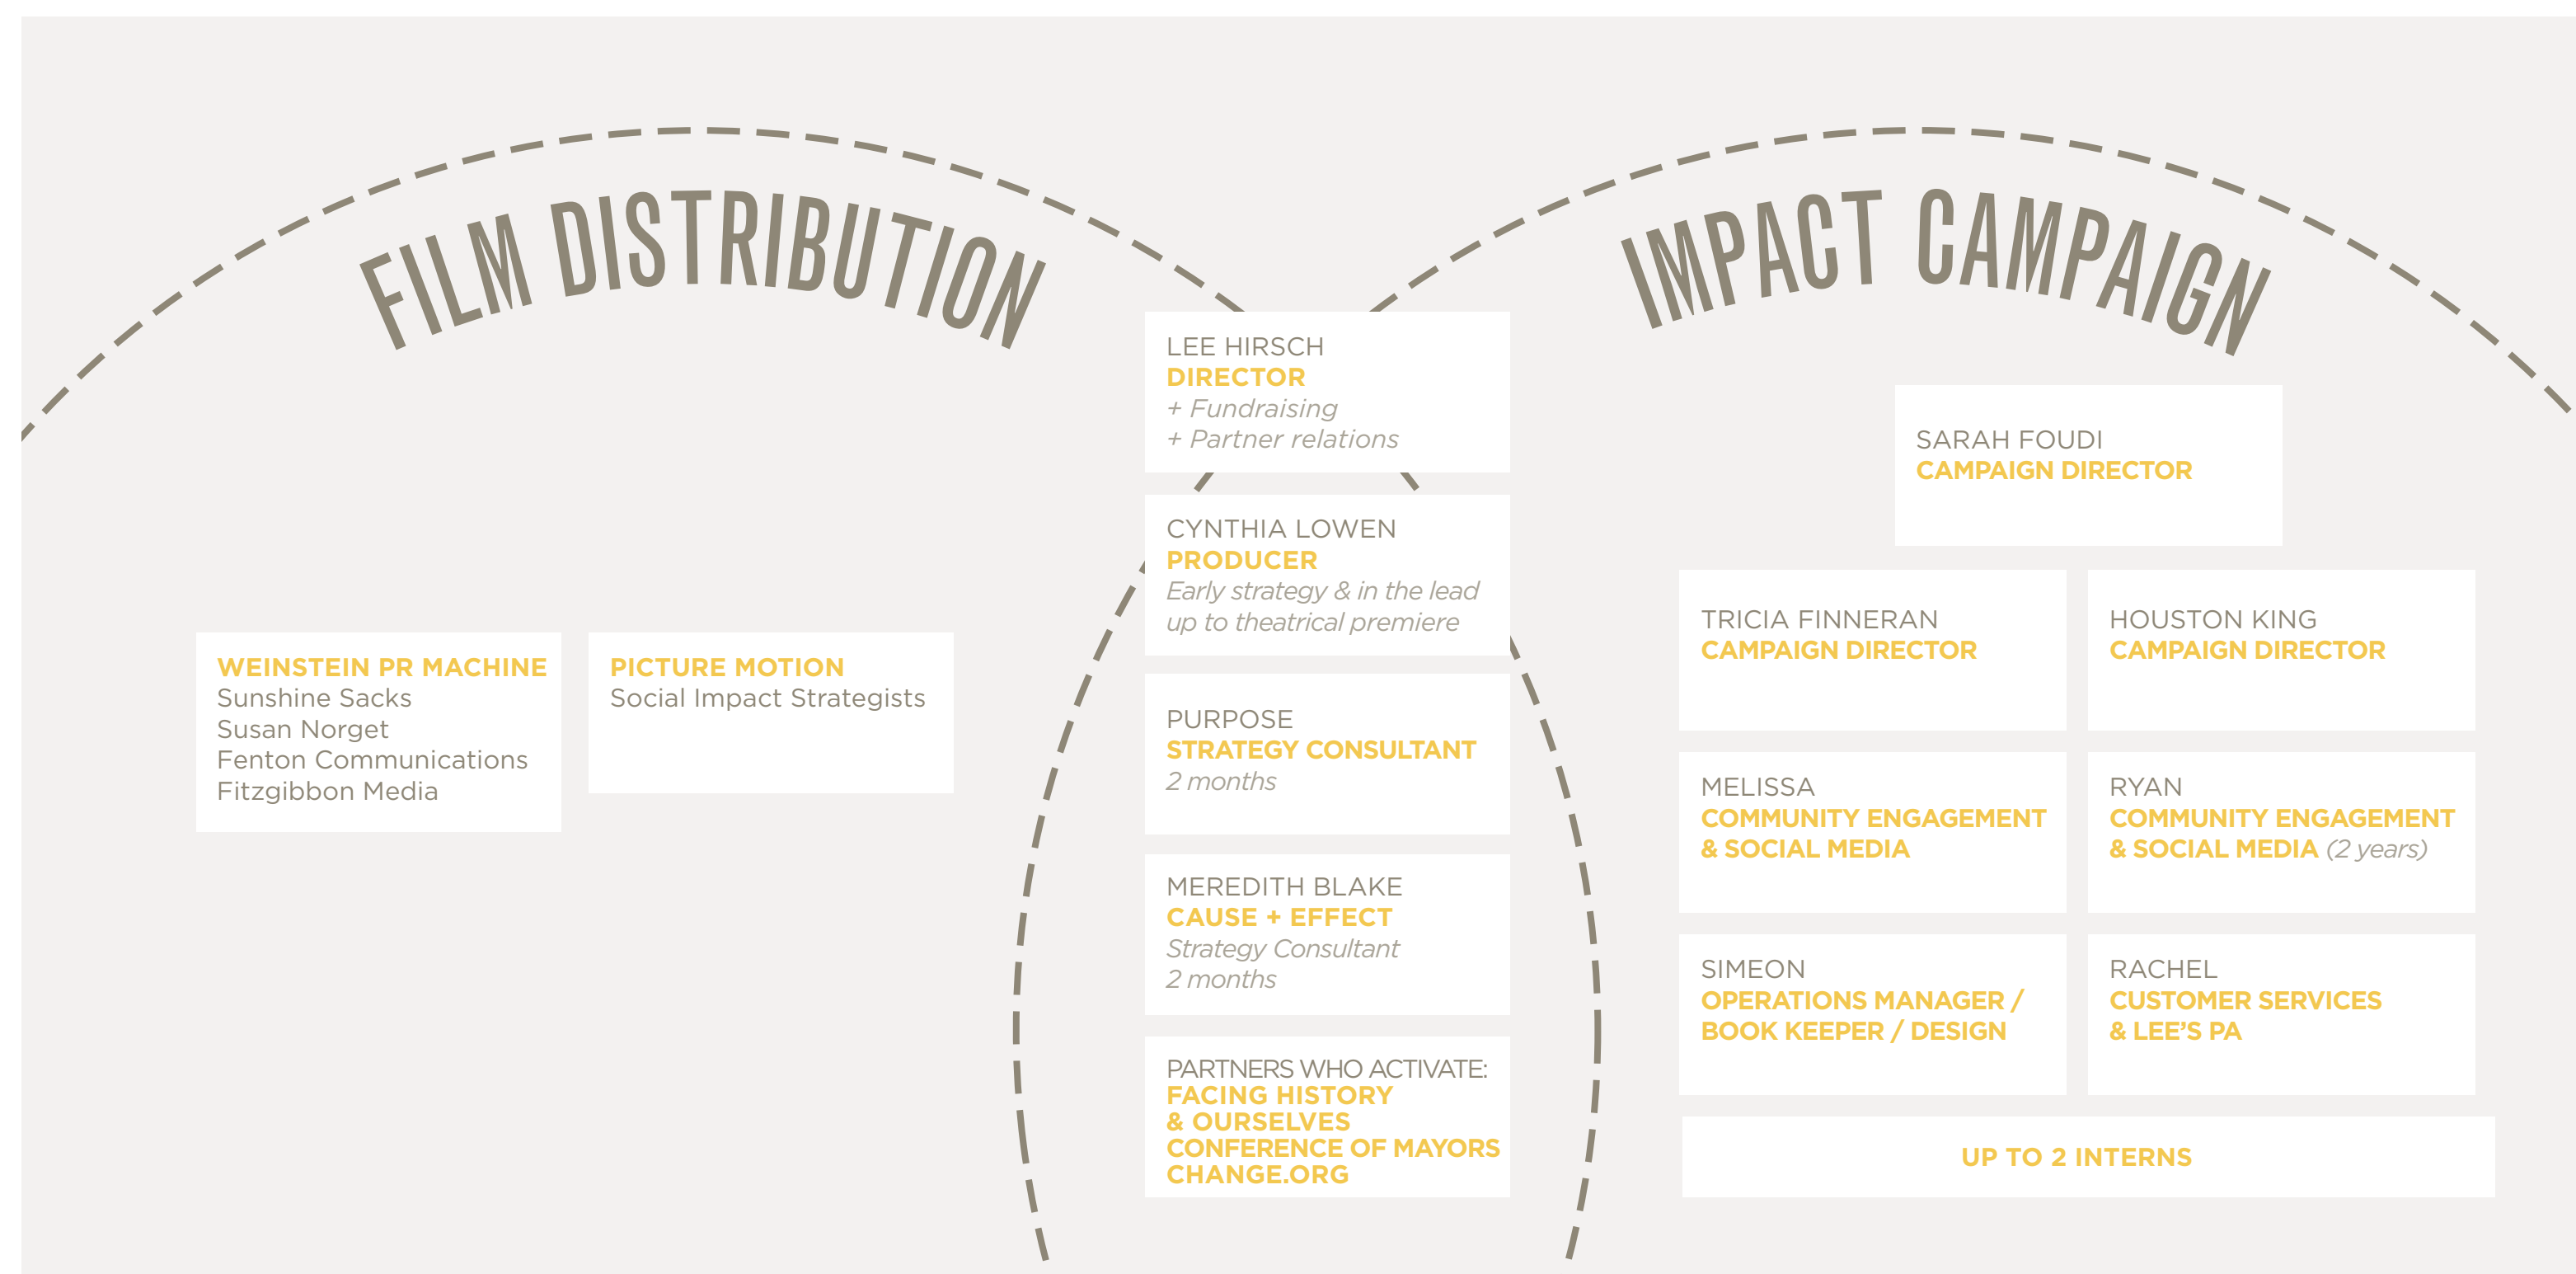 FILM DISTRIBUTION
WEINSTEIN PR MACHINE
Sunshine Sacks
Susan Norget
Fenton Communications
Fitzgibbon Media
PICTURE MOTION
Social Impact Strategists
LEE HIRSCH
DIRECTOR
+ Fundraising
+ Partner relations
CYNTHIA LOWEN
PRODUCER
Early strategy & in the lead
up to theatrical premiere
PURPOSE
STRATEGY CONSULTANT
2 months
MEREDITH BLAKE
CAUSE + EFFECT
Strategy Consultant
2 months
PARTNERS WHO ACTIVATE:
FACING HISTORY
& OURSELVES
CONFERENCE OF MAYORS
CHANGE.ORG
IMPACT CAMPAIGN
SARAH FOUDI
CAMPAIGN DIRECTOR
TRICIA FINNERAN
CAMPAIGN DIRECTOR
HOUSTON KING
CAMPAIGN DIRECTOR
MELISSA
COMMUNITY ENGAGEMENT
& SOCIAL MEDIA
RYAN
COMMUNITY ENGAGEMENT
& SOCIAL MEDIA (2 years)
SIMEON
OPERATIONS MANAGER /
BOOK KEEPER / DESIGN
RACHEL
CUSTOMER SERVICES
& LEE'S PA
UP TO 2 INTERNS